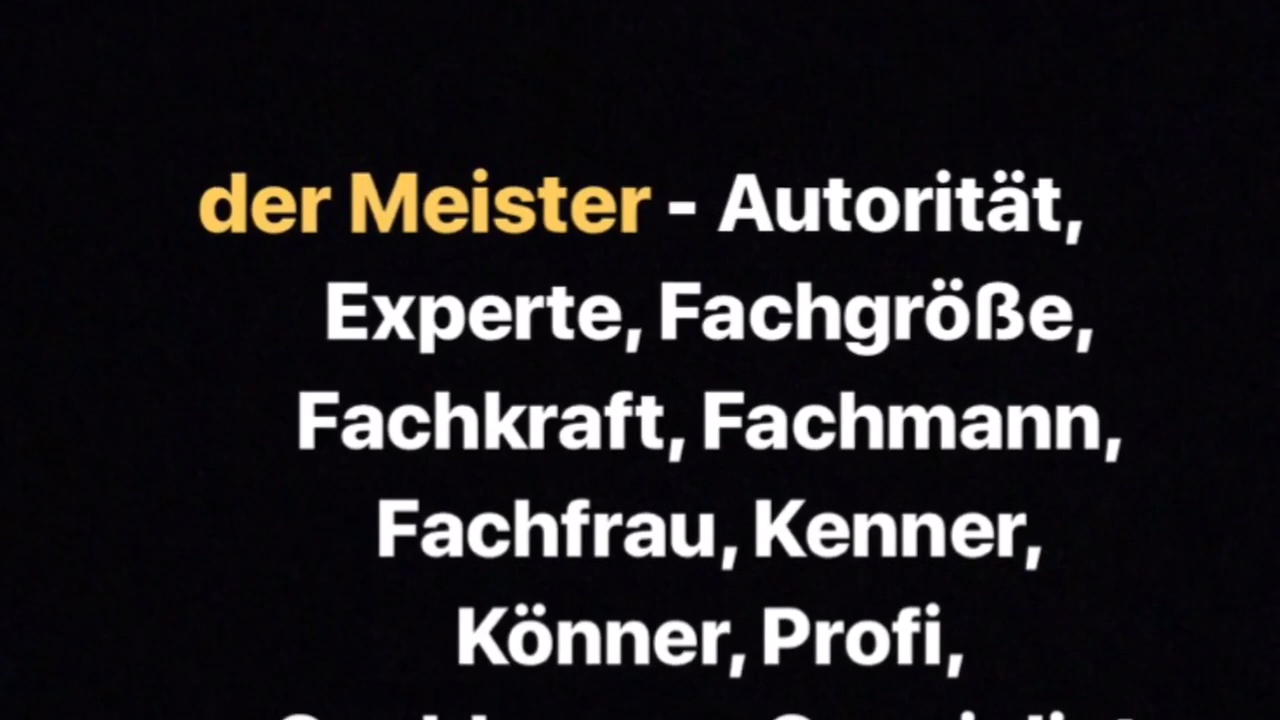 der Meister - Autorität,
Experte, Fachgröße,
Fachkraft, Fachmann,
Fachfrau, Kenner,
Könner, Profi,